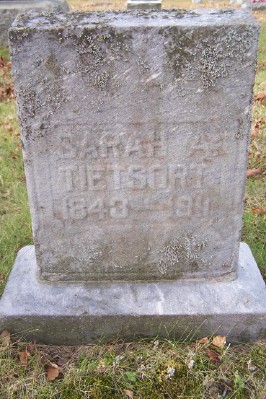 SARAH A.
TIETSORT
1843 — 1911